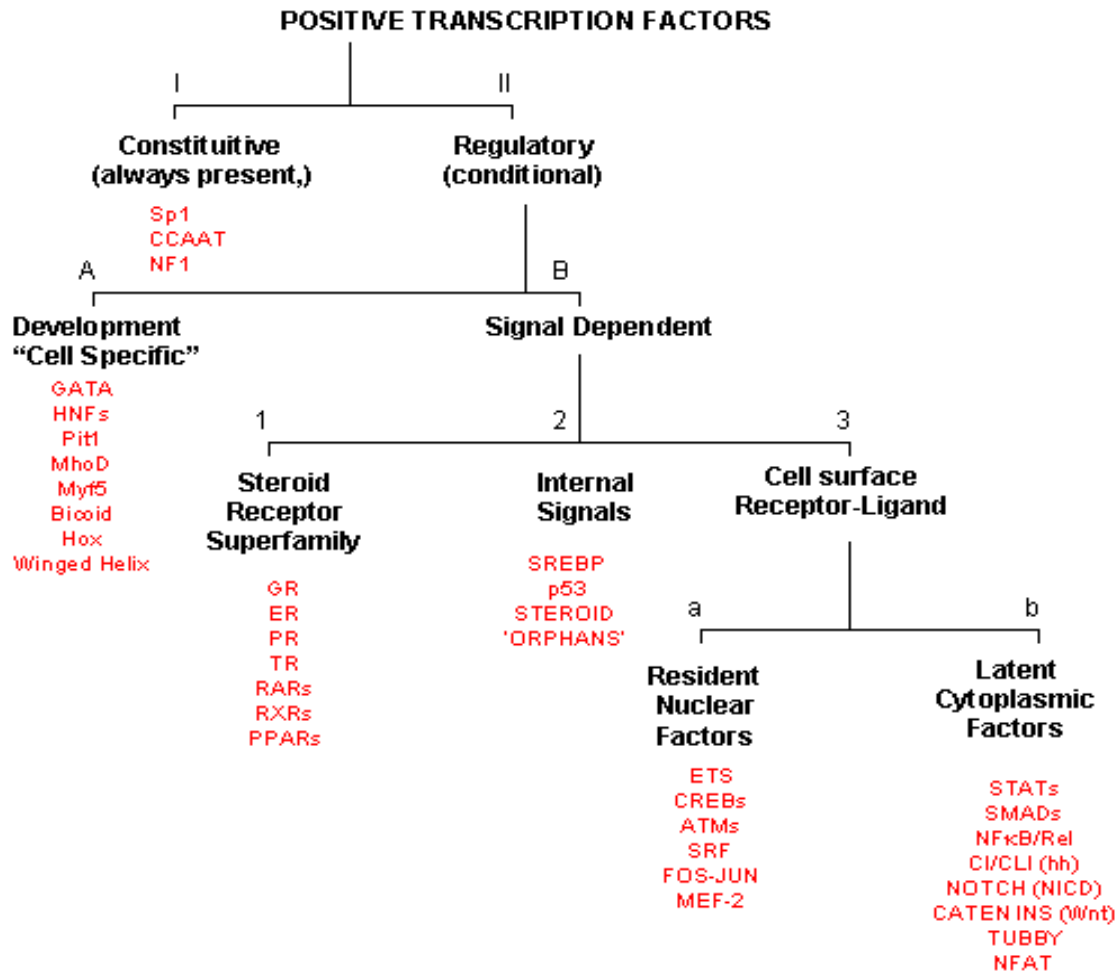 POSITIVE TRANSCRIPTION FACTORS
I
II
Constituitive
(always present,)
Regulatory
(conditional)
Sp1
CCAAT
NF1
A
B
Development
“Cell Specific”
Signal Dependent
GATA
HNFs
Pit1
MhoD
Myf5
Bicoid
Hox
Winged Helix
1
2
3
Steroid
Receptor
Superfamily
Internal
Signals
Cell surface
Receptor-Ligand
GR
ER
PR
TR
RARs
RXRs
PPARs
SREBP
p53
STEROID
'ORPHANS'
a
b
Resident
Nuclear
Factors
Latent
Cytoplasmic
Factors
ETS
CREBs
ATMs
SRF
FOS-JUN
MEF-2
STATs
SMADs
NFκB/Rel
CI/CLI (hh)
NOTCH (NICD)
CATENINS (Wnt)
TUBBY
NFAT